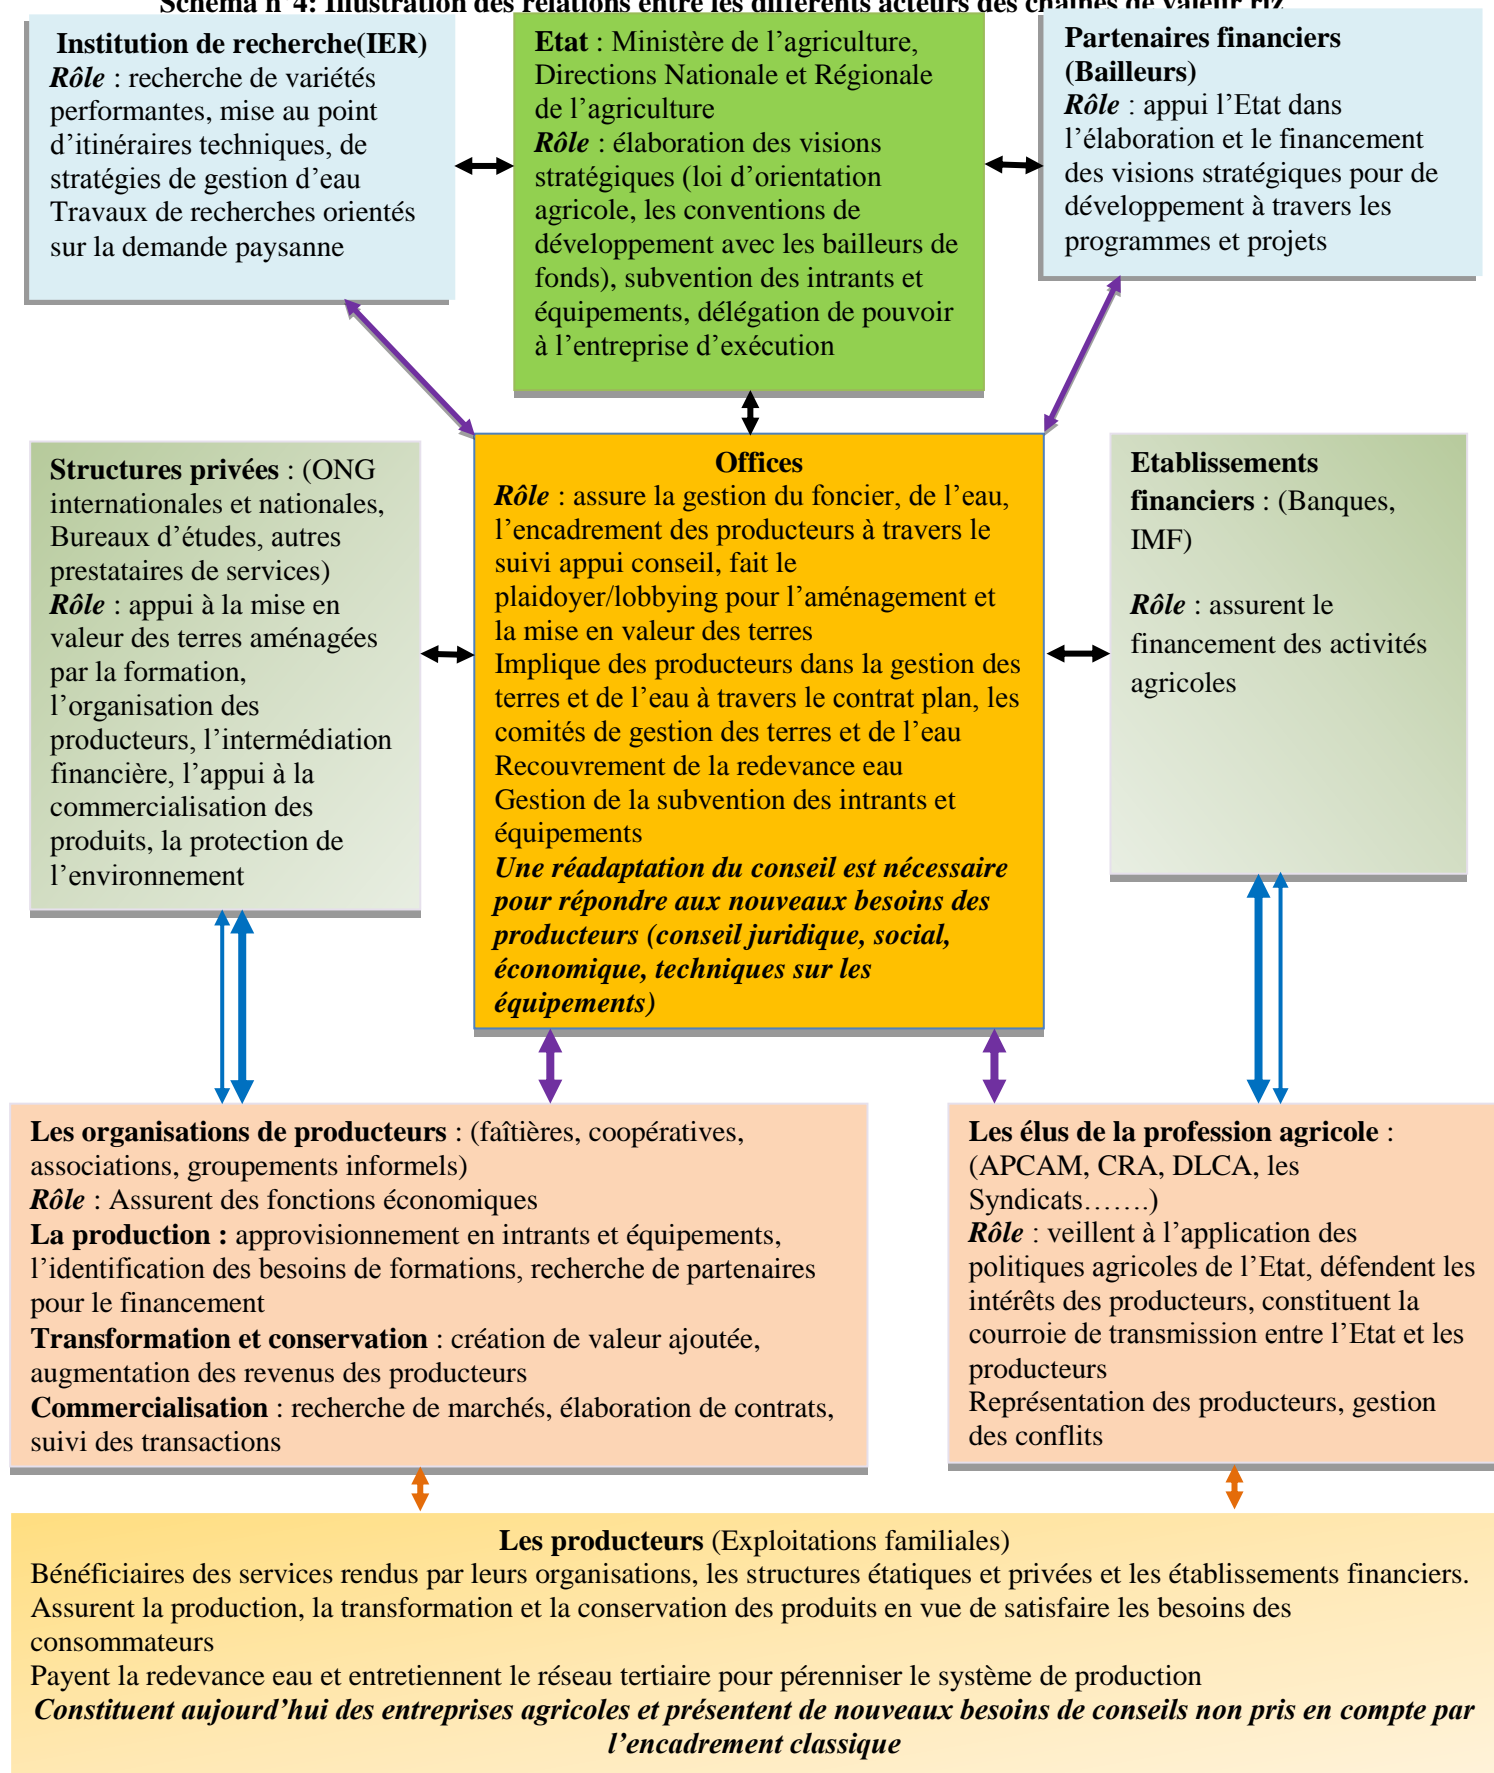 Schéma n°4: Illustration des relations entre les différents acteurs des chaînes de valeur riz
Institution de recherche(IER)
Rôle : recherche de variétés
performantes, mise au point
d’itinéraires techniques, de
stratégies de gestion d’eau
Travaux de recherches orientés
sur la demande paysanne
Etat : Ministère de l’agriculture,
Directions Nationale et Régionale
de l’agriculture
Rôle : élaboration des visions
stratégiques (loi d’orientation
agricole, les conventions de
développement avec les bailleurs de
fonds), subvention des intrants et
équipements, délégation de pouvoir
à l’entreprise d’exécution
Partenaires financiers
(Bailleurs)
Rôle : appui l’Etat dans
l’élaboration et le financement
des visions stratégiques pour de
développement à travers les
programmes et projets
Structures privées : (ONG
internationales et nationales,
Bureaux d’études, autres
prestataires de services)
Rôle : appui à la mise en
valeur des terres aménagées
par la formation,
l’organisation des
producteurs, l’intermédiation
financière, l’appui à la
commercialisation des
produits, la protection de
l’environnement
Offices
Rôle : assure la gestion du foncier, de l’eau,
l’encadrement des producteurs à travers le
suivi appui conseil, fait le
plaidoyer/lobbying pour l’aménagement et
la mise en valeur des terres
Implique des producteurs dans la gestion des
terres et de l’eau à travers le contrat plan, les
comités de gestion des terres et de l’eau
Recouvrement de la redevance eau
Gestion de la subvention des intrants et
équipements
Une réadaptation du conseil est nécessaire
pour répondre aux nouveaux besoins des
producteurs (conseil juridique, social,
économique, techniques sur les
équipements)
Etablissements
financiers : (Banques,
IMF)
Rôle : assurent le
financement des activités
agricoles
Les organisations de producteurs : (faîtières, coopératives,
associations, groupements informels)
Rôle : Assurent des fonctions économiques
La production : approvisionnement en intrants et équipements,
l’identification des besoins de formations, recherche de partenaires
pour le financement
Transformation et conservation : création de valeur ajoutée,
augmentation des revenus des producteurs
Commercialisation : recherche de marchés, élaboration de contrats,
suivi des transactions
Les élus de la profession agricole :
(APCAM, CRA, DLCA, les
Syndicats…….)
Rôle : veillent à l’application des
politiques agricoles de l’Etat, défendent les
intérêts des producteurs, constituent la
courroie de transmission entre l’Etat et les
producteurs
Représentation des producteurs, gestion
des conflits
Les producteurs (Exploitations familiales)
Bénéficiaires des services rendus par leurs organisations, les structures étatiques et privées et les établissements financiers.
Assurent la production, la transformation et la conservation des produits en vue de satisfaire les besoins des
consommateurs
Payent la redevance eau et entretiennent le réseau tertiaire pour pérenniser le système de production
Constituent aujourd’hui des entreprises agricoles et présentent de nouveaux besoins de conseils non pris en compte par
l’encadrement classique